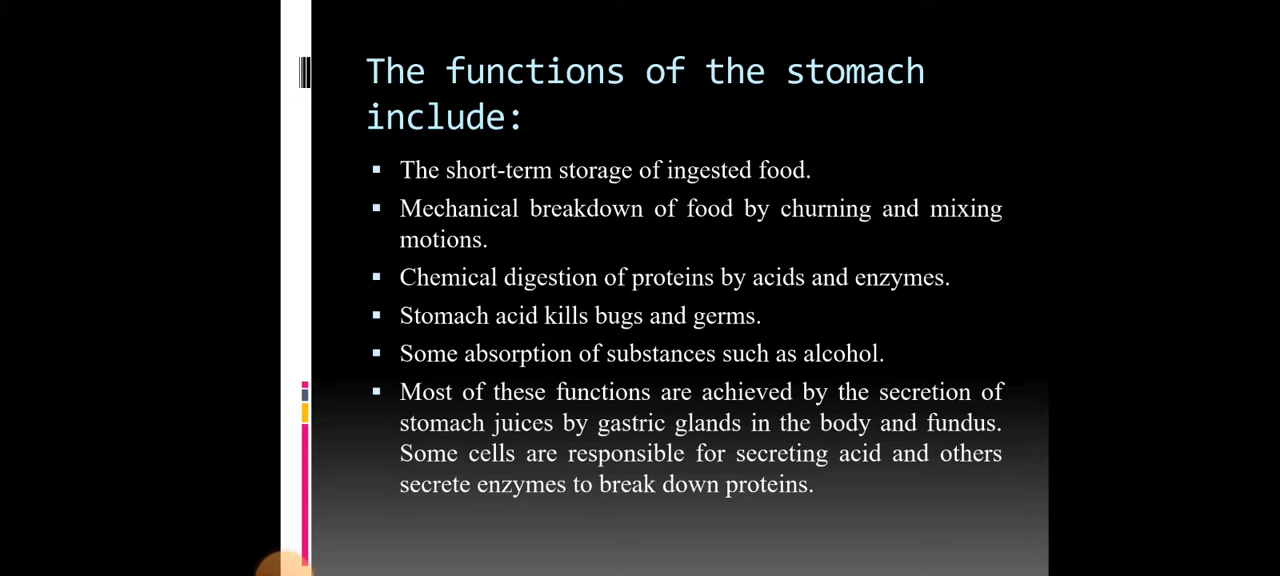 The functions of the stomach
include:
▪ The short-term storage of ingested food.
▪ Mechanical breakdown of food by churning and mixing
motions.
▪ Chemical digestion of proteins by acids and enzymes.
▪ Stomach acid kills bugs and germs.
▪ Some absorption of substances such as alcohol.
▪ Most of these functions are achieved by the secretion of
stomach juices by gastric glands in the body and fundus.
Some cells are responsible for secreting acid and others
secrete enzymes to break down proteins.